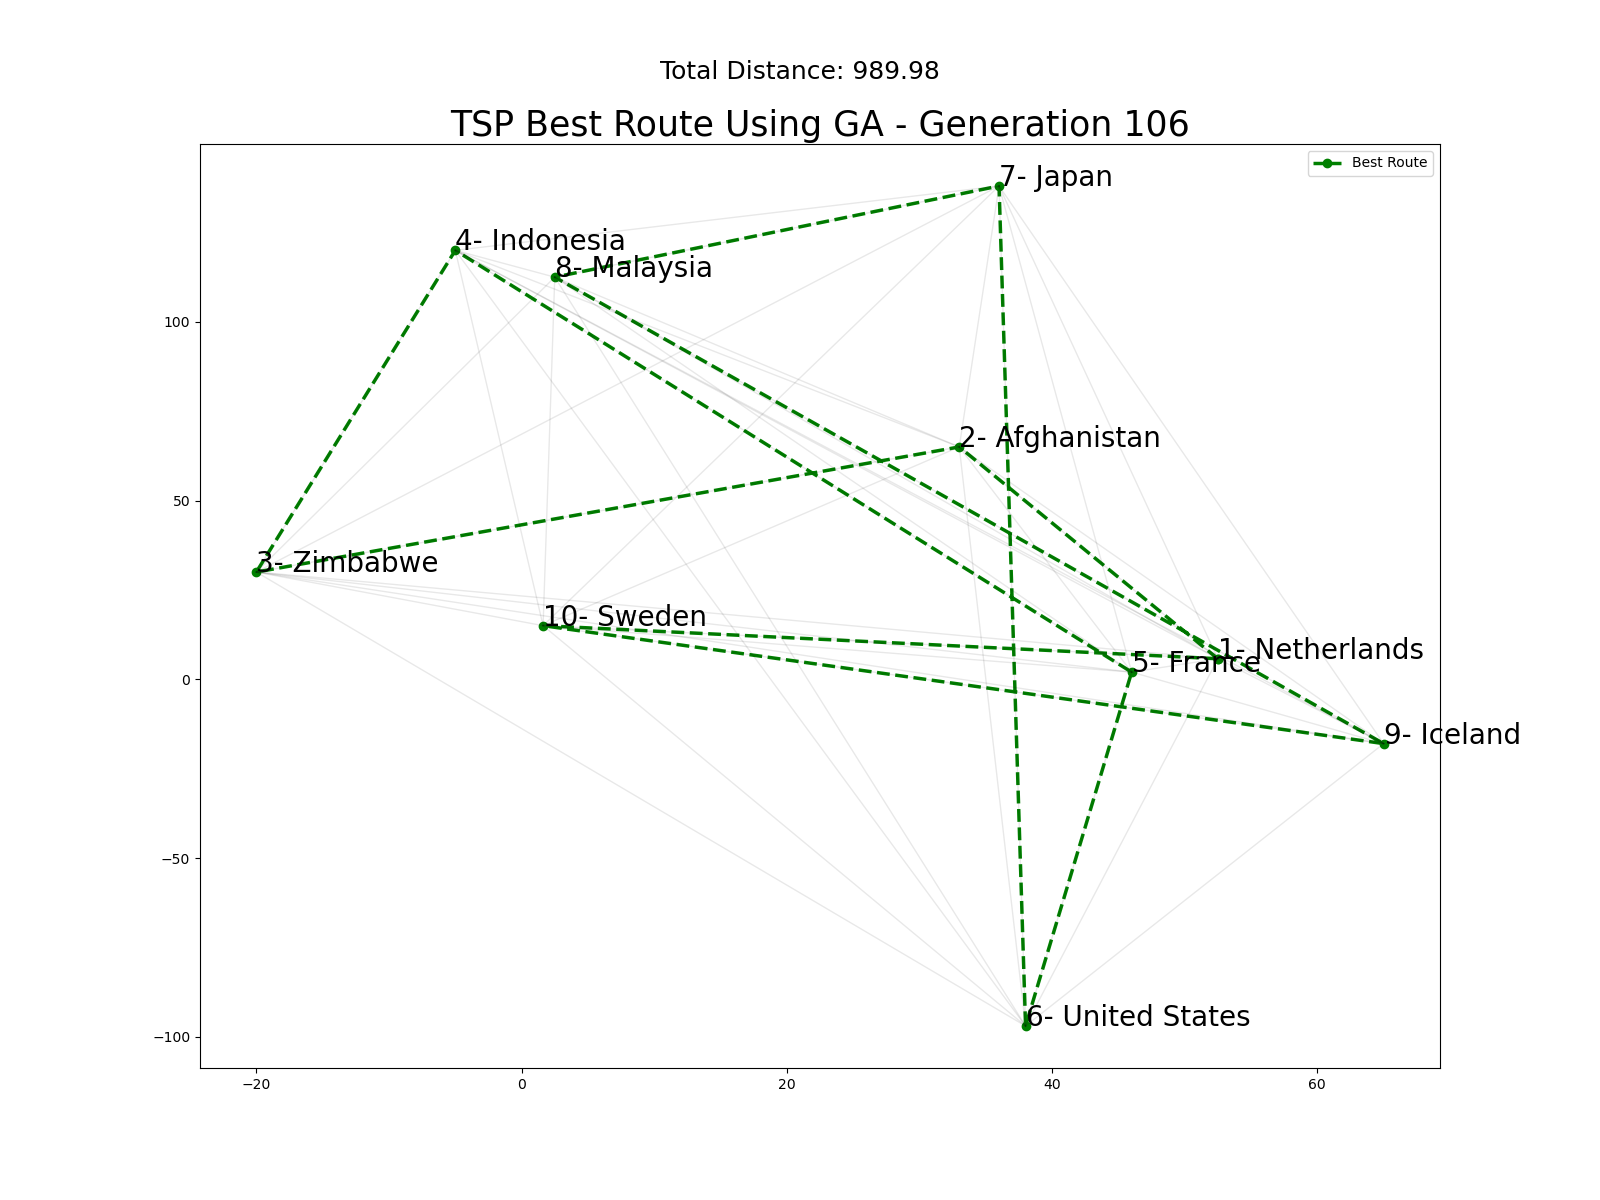 Total Distance: 989.98
TSP Best Route Using GA - Generation 106
Best Route
7- Japan
4- Indonesia
8- Malaysia
100
2- Afghanistan
50
3- Zimbabwe
10- Sweden
1- Netherlands
5- France
0
9- Iceland
−50
6- United States
−100
−20
0
20
40
60